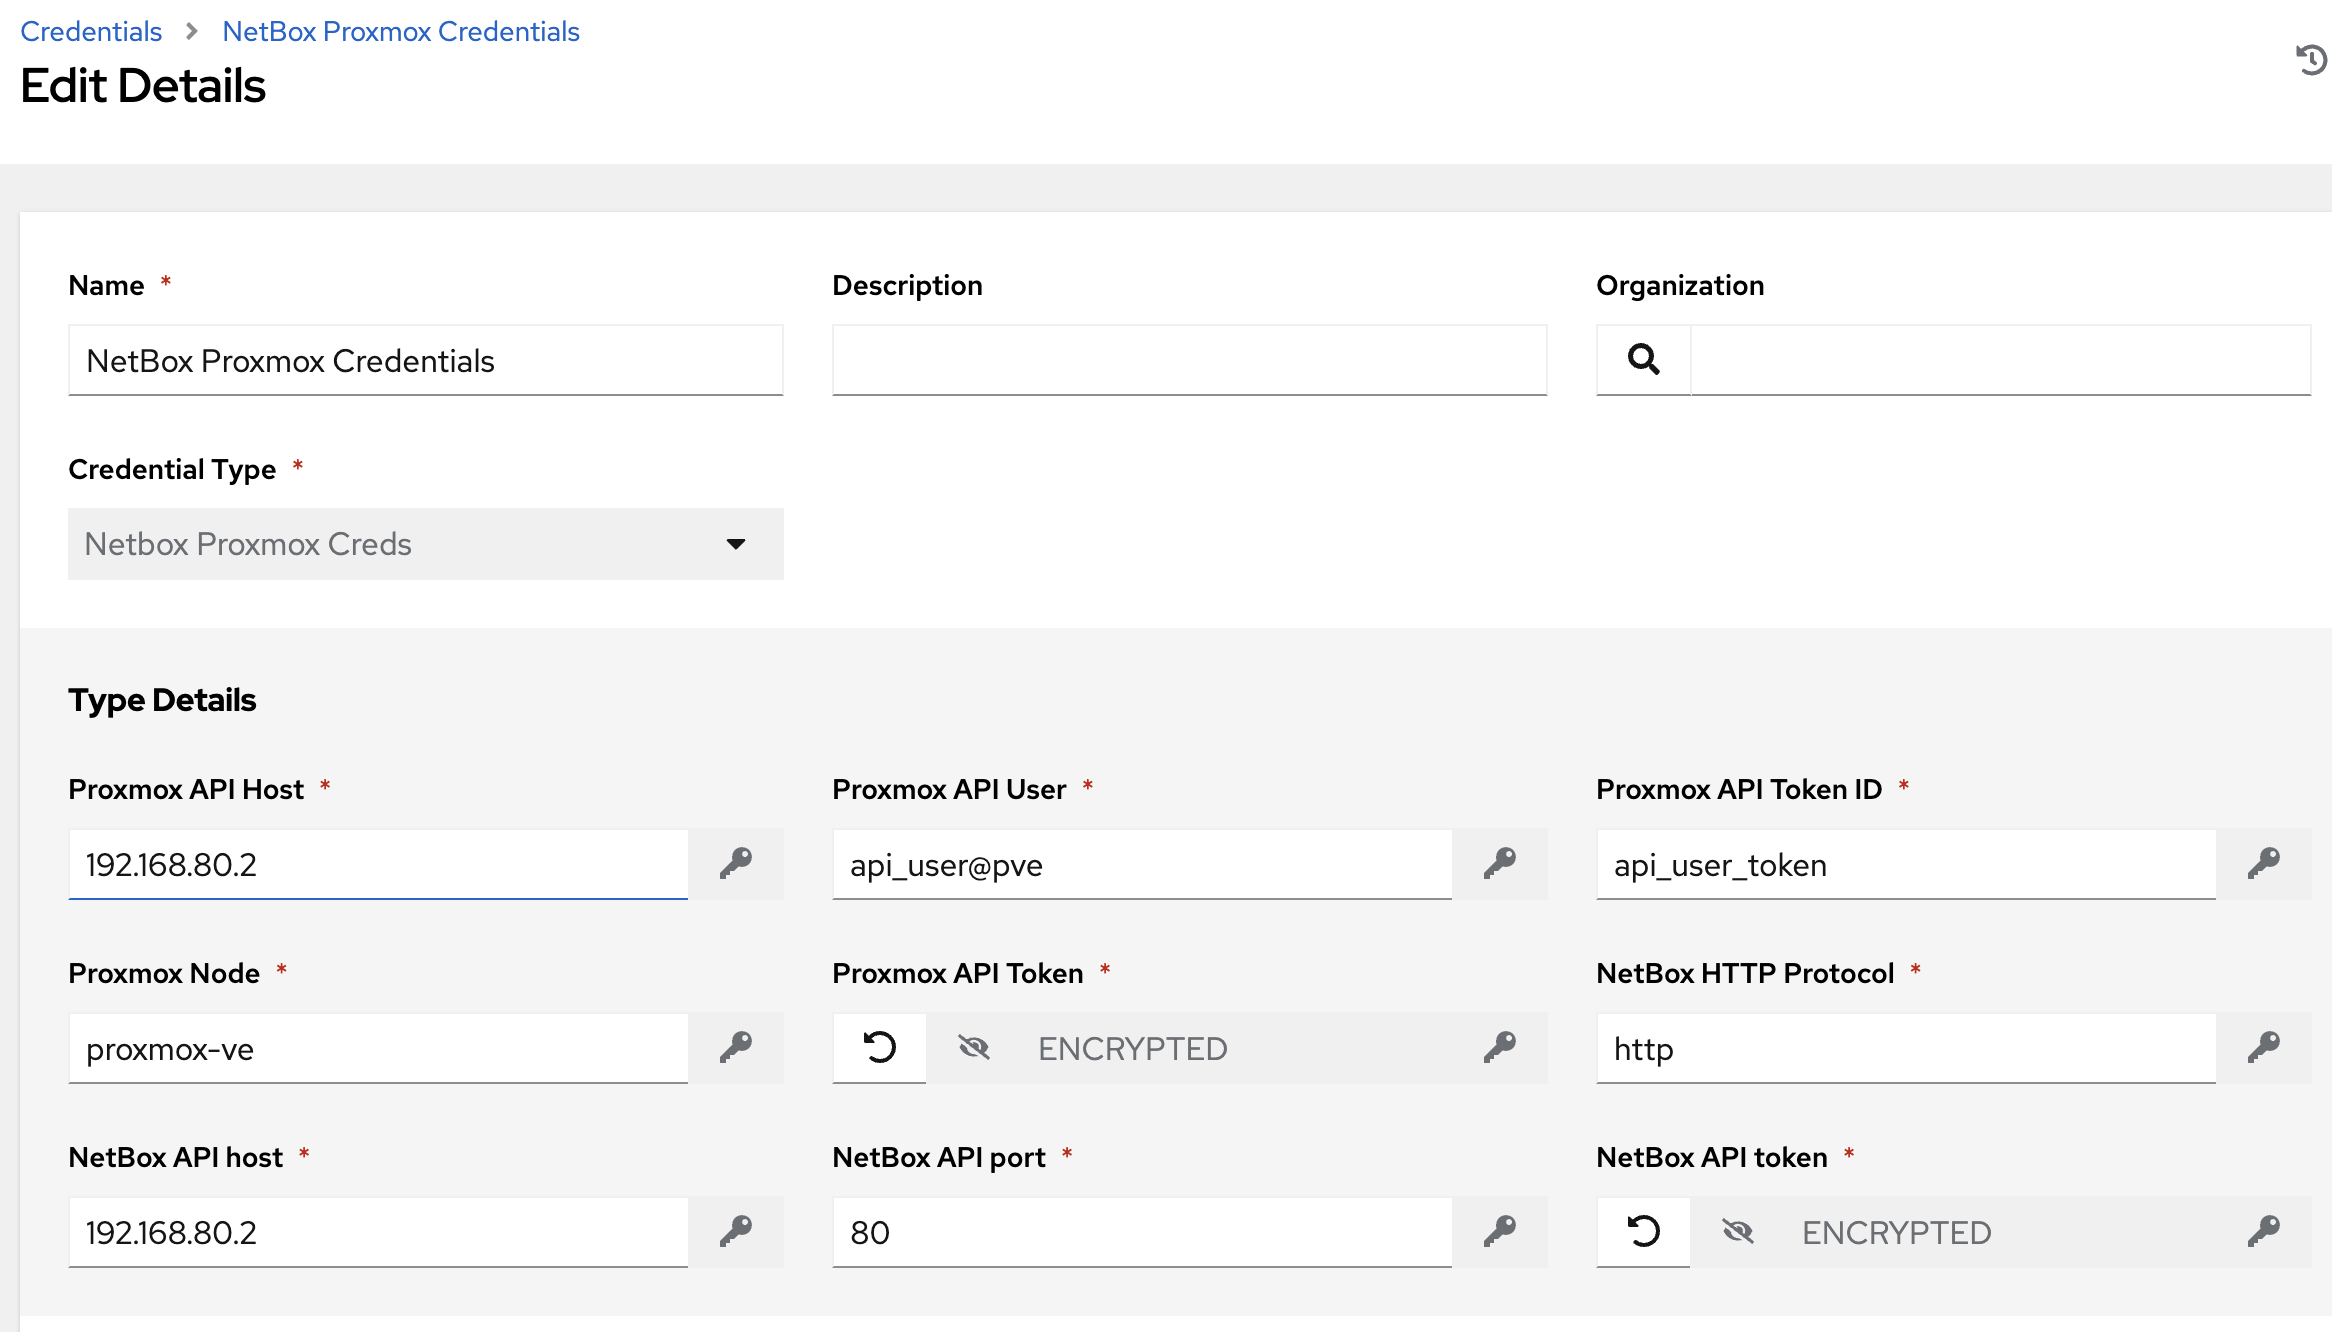 Credentials > NetBox Proxmox Credentials
Edit Details
Name * Description Organization
NetBox Proxmox Credentials
Credential Type *
Netbox Proxmox Creds
Type Details
Proxmox API Host * Proxmox API User * Proxmox API Token ID *
192.168.80.2 api_user@pve api_user_token
Proxmox Node * Proxmox API Token * NetBox HTTP Protocol *
proxmox-ve ENCRYPTED http
NetBox API host * NetBox API port * NetBox API token *
192.168.80.2 80 ENCRYPTED